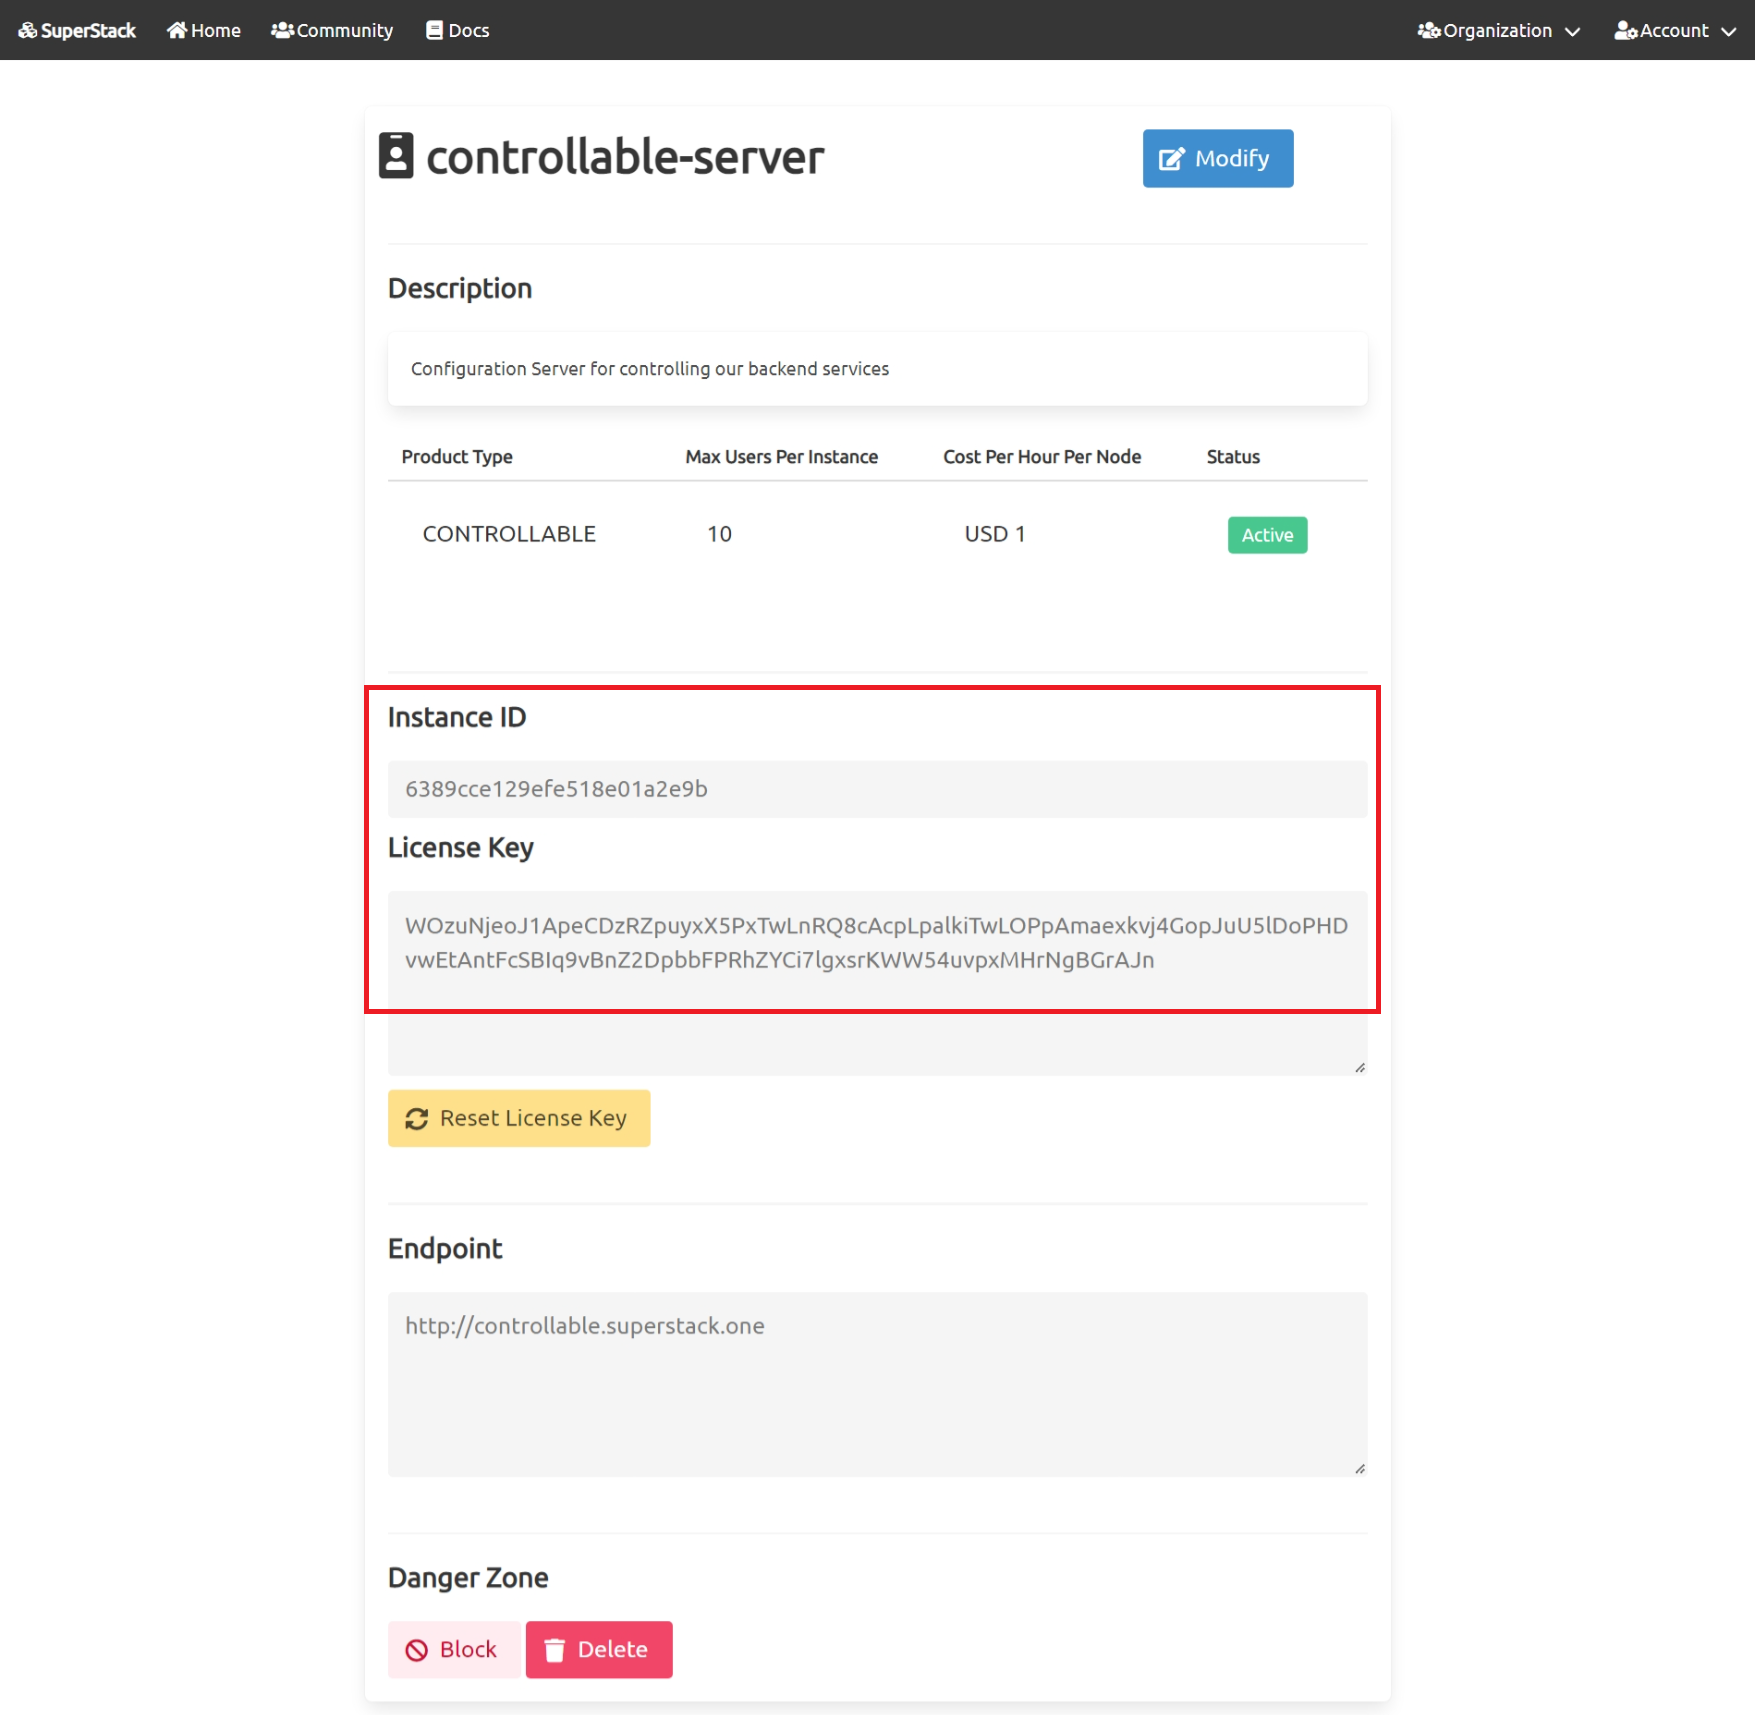 SuperStack Home Community Docs Organization Account
controllable-server Modify
Description
Configuration Server for controlling our backend services
Product Type Max Users Per Instance Cost Per Hour Per Node Status
CONTROLLABLE 10 USD 1 Active
Instance ID
6389cce129efe518e01a2e9b
License Key
WOzuNjeoJ1ApeCDzRZpuyxX5PxTwLnRQ8cAcpLpalkiTwLOPpAmaexkvj4GopJuU5lDoPHD
vwEtAntFcSBIq9vBnZ2DpbbFPRhZYCi7lgxsrKWW54uvpxMHrNgBGrAJn
Reset License Key
Endpoint
http://controllable.superstack.one
Danger Zone
Block Delete